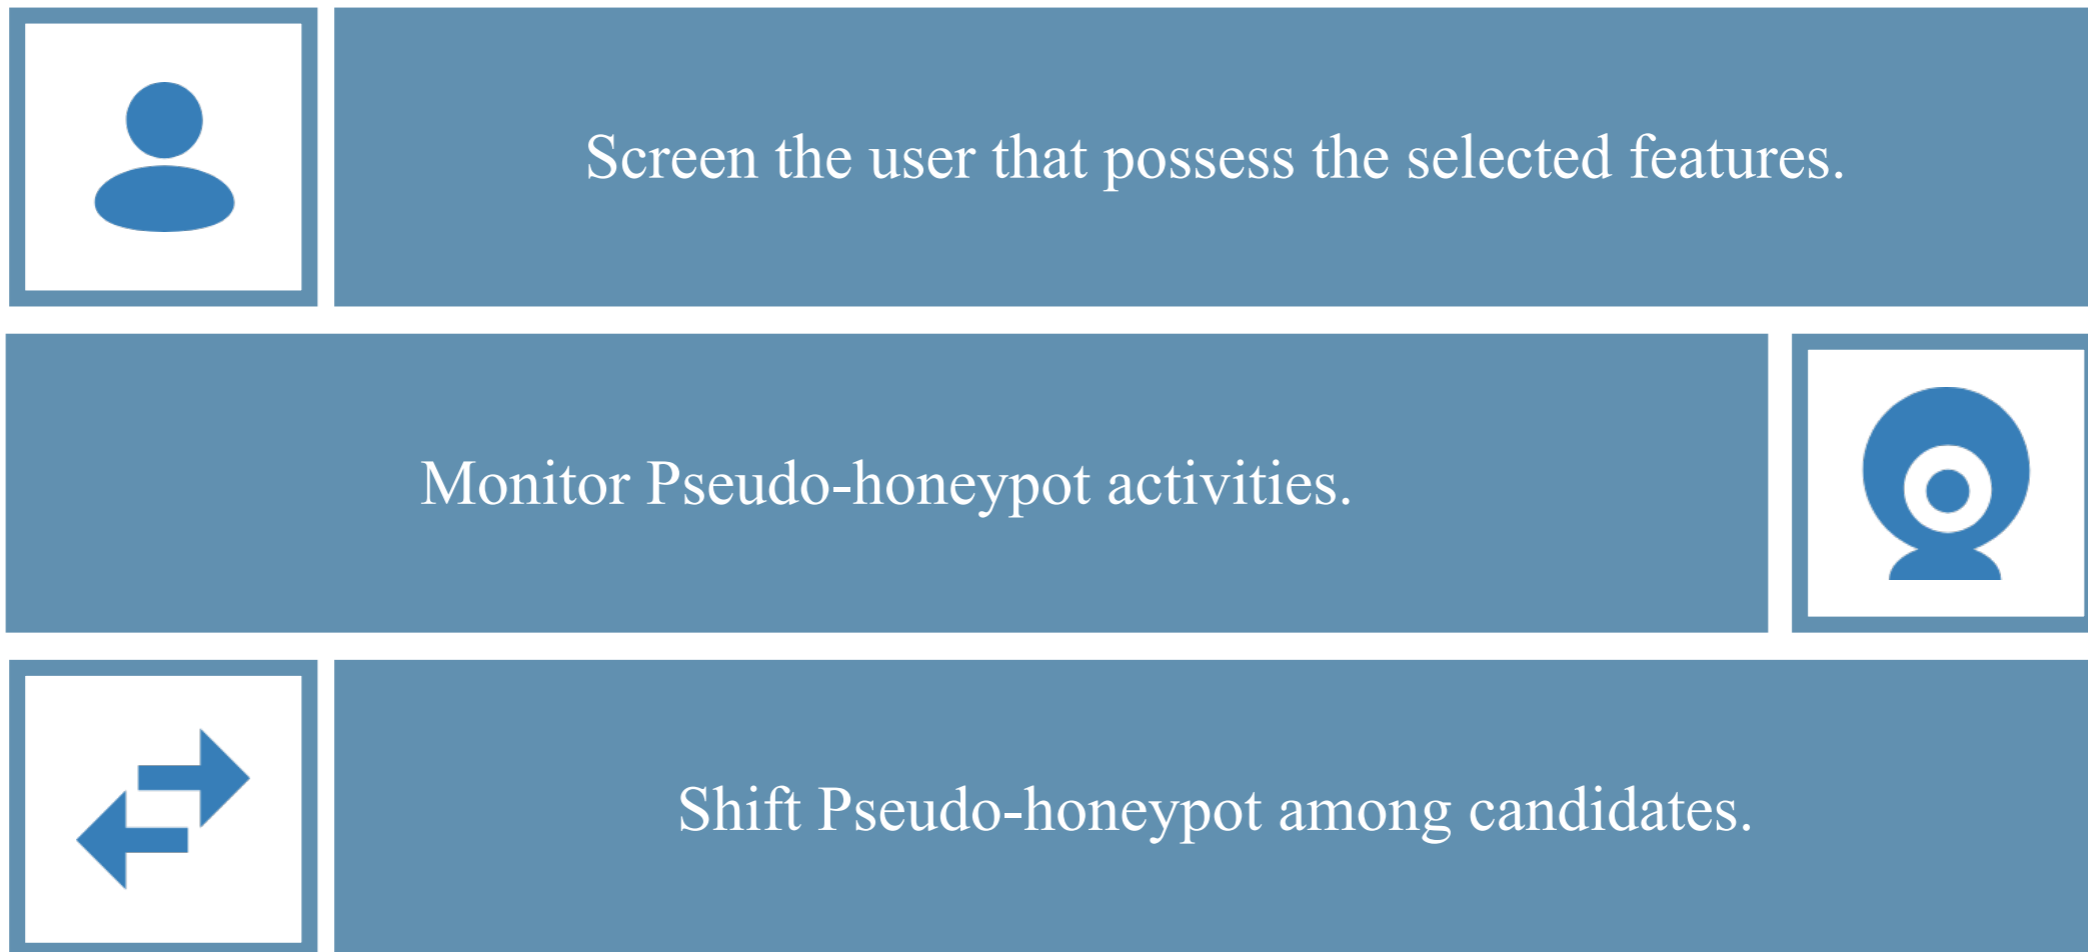 Screen the user that possess the selected features.
Monitor Pseudo-honeypot activities.
Shift Pseudo-honeypot among candidates.